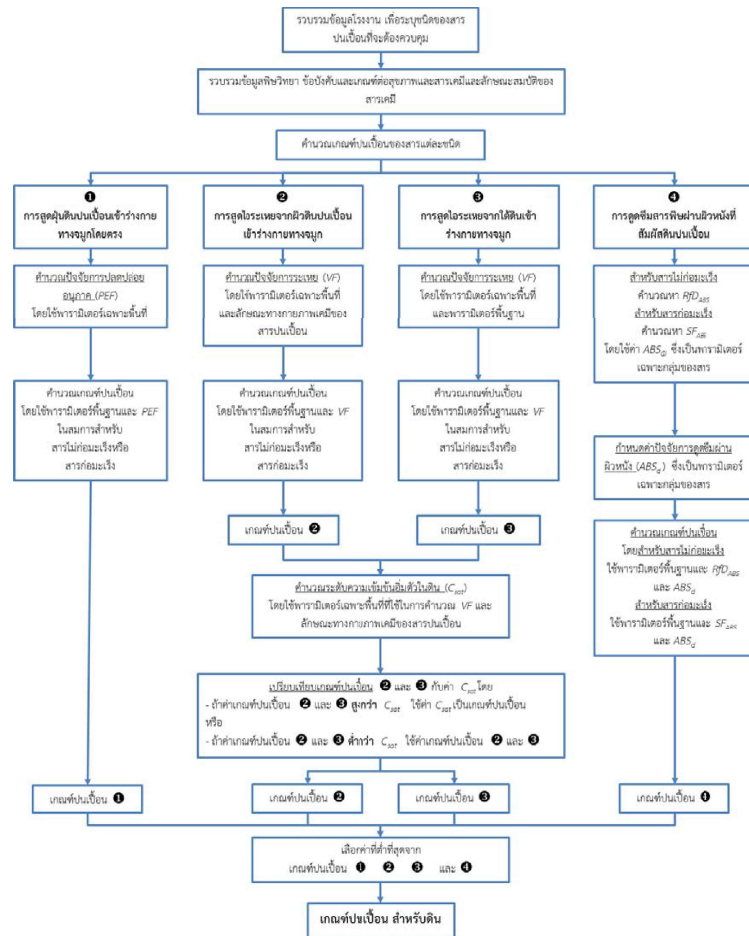 รวบรวมข้อมูลโรงงาน เพื่อระบุชนิดของสาร
ปนเปื้อนที่จะต้องควบคุม
รวบรวมข้อมูลพิษวิทยา ข้อบังคับและเกณฑ์ต่อสุขภาพและสารเคมีและลักษณะสมบัติของ
สารเคมี
คำนวณเกณฑ์ปนเปื้อนของสารแต่ละชนิด
❶
การสูดฝุ่นดินปนเปื้อนเข้าร่างกาย
ทางจมูกโดยตรง
คำนวณปัจจัยการปลดปล่อย
อนุภาค (PEF)
โดยใช้พารามิเตอร์เฉพาะพื้นที่
คำนวณเกณฑ์ปนเปื้อน
โดยใช้พารามิเตอร์พื้นฐานและ PEF
ในสมการสำหรับ
สารไม่ก่อมะเร็งหรือ
สารก่อมะเร็ง
❷
การสูดไอระเหยจากผิวดินปนเปื้อน
เข้าร่างกายทางจมูก
คำนวณปัจจัยการระเหย (VF)
โดยใช้พารามิเตอร์เฉพาะพื้นที่
และลักษณะทางกายภาพเคมีของ
สารปนเปื้อน
คำนวณเกณฑ์ปนเปื้อน
โดยใช้พารามิเตอร์พื้นฐานและ VF
ในสมการสำหรับ
สารไม่ก่อมะเร็งหรือ
สารก่อมะเร็ง
เกณฑ์ปนเปื้อน ❷
❸
การสูดไอระเหยจากใต้ดินเข้า
ร่างกายทางจมูก
คำนวณปัจจัยการระเหย (VF)
โดยใช้พารามิเตอร์เฉพาะพื้นที่
และพารามิเตอร์พื้นฐาน
คำนวณเกณฑ์ปนเปื้อน
โดยใช้พารามิเตอร์พื้นฐานและ VF
ในสมการสำหรับ
สารไม่ก่อมะเร็งหรือ
สารก่อมะเร็ง
เกณฑ์ปนเปื้อน ❸
❹
การดูดซึมสารพิษผ่านผิวหนังที่
สัมผัสดินปนเปื้อน
สำหรับสารไม่ก่อมะเร็ง
คำนวณหา RfD ABS
สำหรับสารก่อมะเร็ง
คำนวณหา SF ABS
โดยใช้ค่า ABS GI ซึ่งเป็นพารามิเตอร์
เฉพาะกลุ่มของสาร
กำหนดค่าปัจจัยการดูดซึมผ่าน
ผิวหนัง (ABS d) ซึ่งเป็นพารามิเตอร์
เฉพาะกลุ่มของสาร
คำนวณเกณฑ์ปนเปื้อน
โดยสำหรับสารไม่ก่อมะเร็ง
ใช้พารามิเตอร์พื้นฐานและ RfD ABS
และ ABS d
สำหรับสารก่อมะเร็ง
ใช้พารามิเตอร์พื้นฐานและ SF ABS
และ ABS d
คำนวณระดับความเข้มข้นอิ่มตัวในดิน (C sat)
โดยใช้พารามิเตอร์เฉพาะพื้นที่ที่ใช้ในการคำนวณ VF และ
ลักษณะทางกายภาพเคมีของสารปนเปื้อน
เปรียบเทียบเกณฑ์ปนเปื้อน ❷ และ ❸ กับค่า C sat โดย
- ถ้าค่าเกณฑ์ปนเปื้อน ❷ และ ❸ สูงกว่า C sat ใช้ค่า C sat เป็นเกณฑ์ปนเปื้อน
หรือ
- ถ้าค่าเกณฑ์ปนเปื้อน ❷ และ ❸ ต่ำกว่า C sat ใช้ค่าเกณฑ์ปนเปื้อน ❷ และ ❸
เกณฑ์ปนเปื้อน ❶
เกณฑ์ปนเปื้อน ❷
เกณฑ์ปนเปื้อน ❸
เกณฑ์ปนเปื้อน ❹
เลือกค่าที่ต่ำที่สุดจาก
เกณฑ์ปนเปื้อน ❶ ❷ ❸ และ ❹
เกณฑ์ปนเปื้อน สำหรับดิน